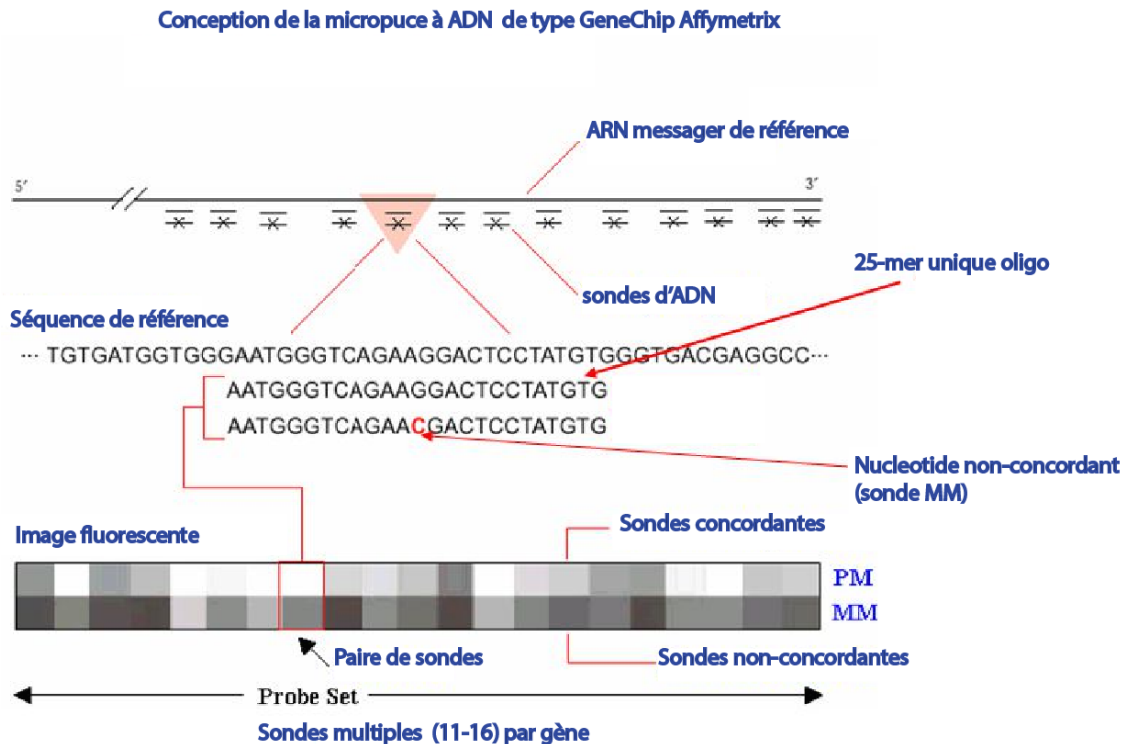 Conception de la micropuce à ADN de type GeneChip Affymetrix
ARN messager de référence
5′
3′
25-mer unique oligo
sondes d'ADN
Séquence de référence
... TGTGATGGTGGGAATGGGTCAGAAGGACTCCTATGTGGGTGACGAGGCC...
AATGGGTCAGAAGGACTCCTATGTG
AATGGGTCAGAACGACTCCTATGTG
Nucleotide non-concordant
(sonde MM)
Image fluorescente
Sondes concordantes
PM
MM
Paire de sondes
Sondes non-concordantes
Probe Set
Sondes multiples (11-16) par gène